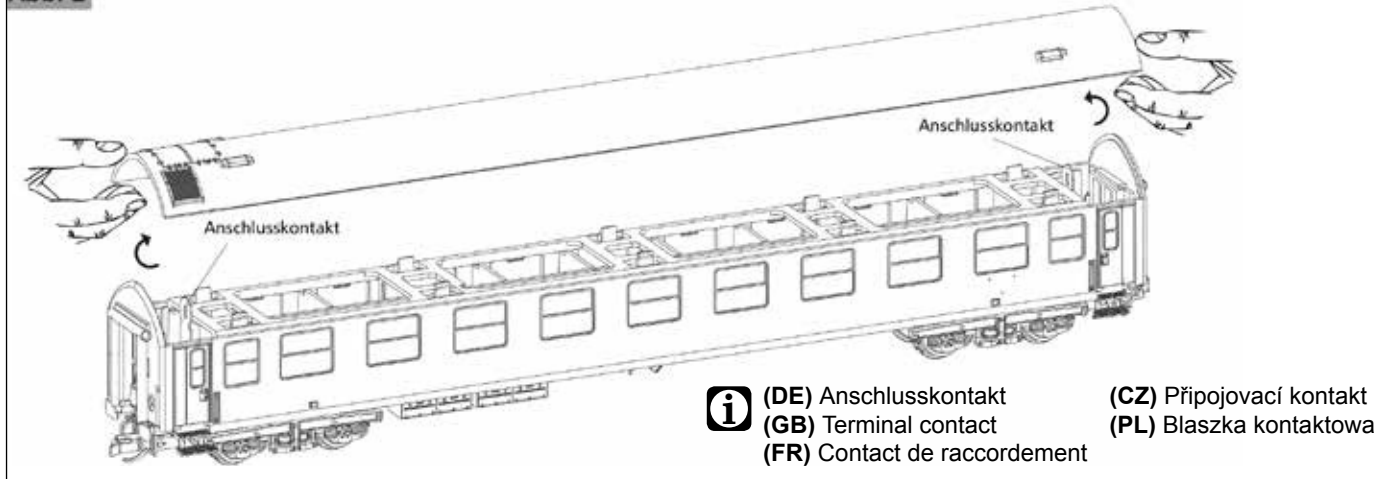 Anschlusskontakt
Anschlusskontakt
(DE) Anschlusskontakt
(GB) Terminal contact
(FR) Contact de raccordement
(CZ) Připojovací kontakt
(PL) Blaszka kontaktowa